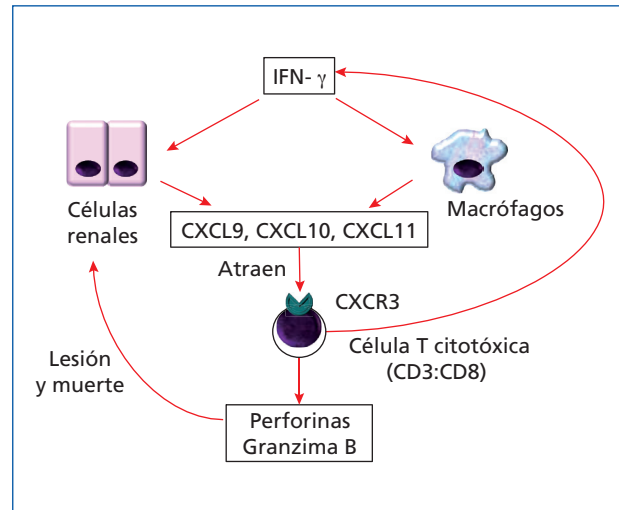 IFN- γ
Células
renales
Macrófagos
CXCL9, CXCL10, CXCL11
Atraen
CXCR3
Célula T citotóxica
(CD3:CD8)
Lesión
y muerte
Perforinas
Granzima B